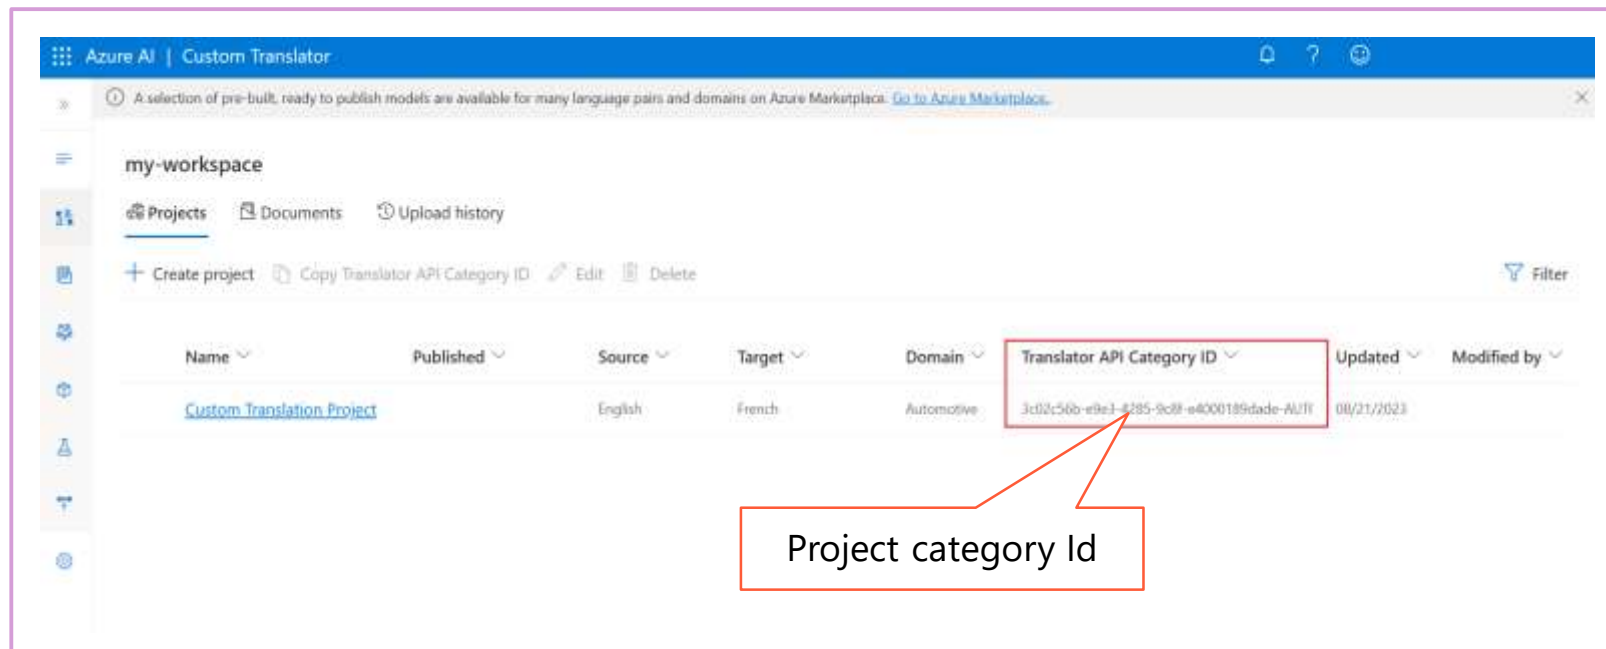 Azure AI | Custom Translator
A selection of pre-built, ready to publish models are available for many language pairs and domains on Azure Marketplace. Go to Azure Marketplace.
my-workspace
Projects Documents Upload history
Create project Copy Translator API Category ID Edit Delete Filter
Name Published Source Target Domain Translator API Category ID Updated Modified by
Custom Translation Project English French Automotive 08/21/2023
Project category Id